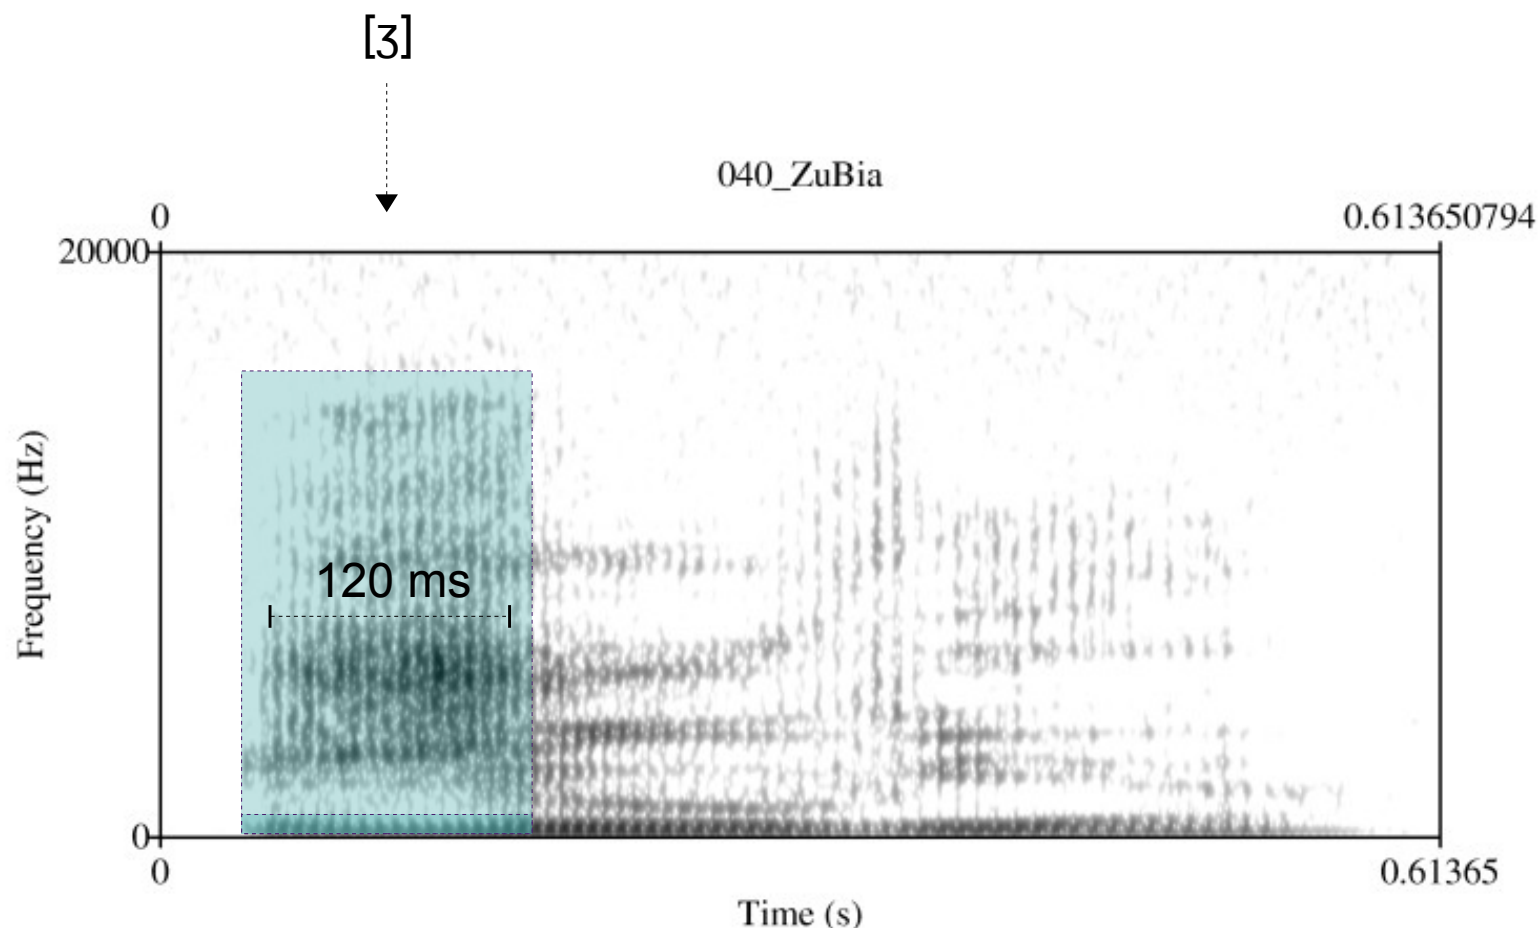 [ʒ]
040_ZuBia
0 0.613650794
20000
120 ms
Frequency (Hz)
0
0 0.61365
Time (s)